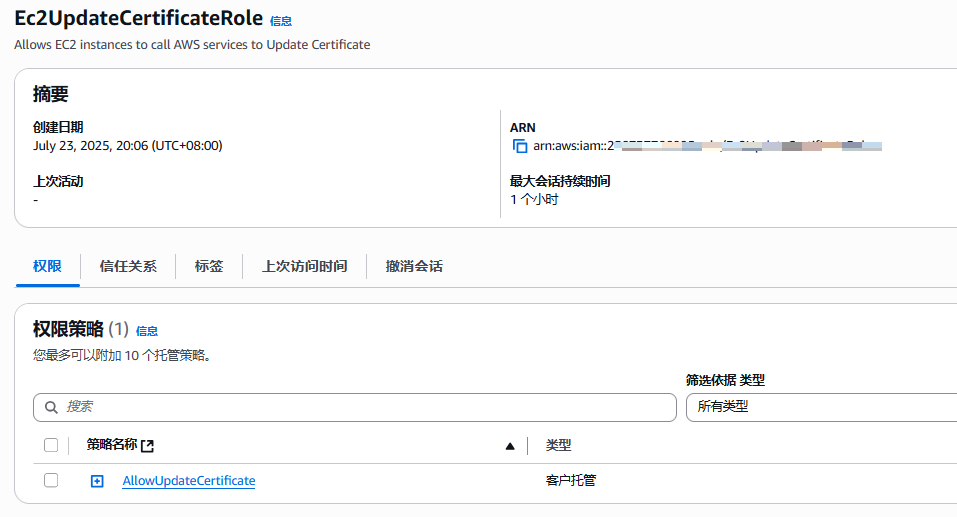 Ec2UpdateCertificateRole 信息
Allows EC2 instances to call AWS services to Update Certificate
摘要
创建日期
July 23, 2025, 20:06 (UTC+08:00)
ARN
arn:aws:iam::2
上次活动
-
最大会话持续时间
1 个小时
权限 信任关系 标签 上次访问时间 撤消会话
权限策略 (1) 信息
您最多可以附加 10 个托管策略。
筛选依据 类型
搜索
所有类型
策略名称 类型
AllowUpdateCertificate 客户托管